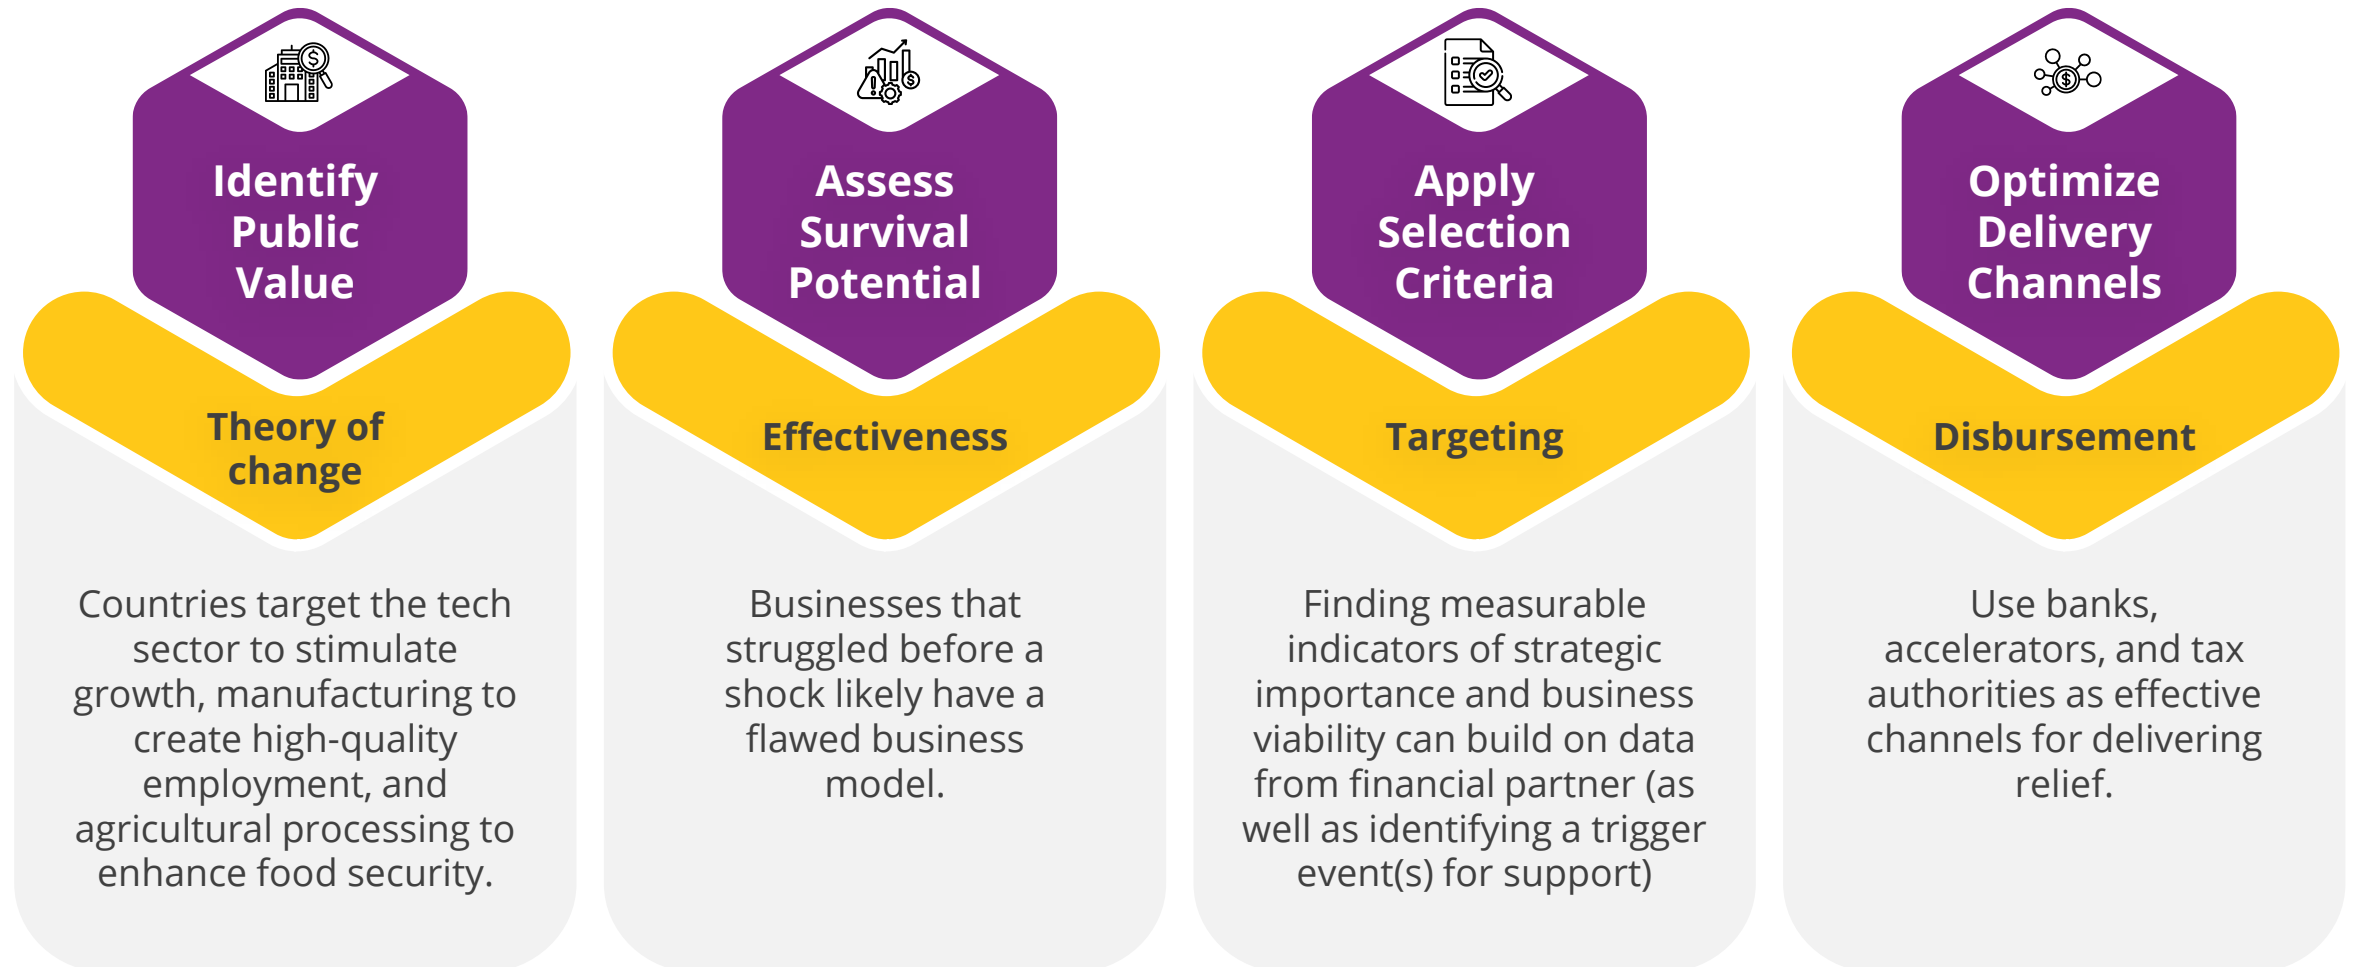 Identify
Public
Value
Theory of
change
Countries target the tech
sector to stimulate
growth, manufacturing to
create high-quality
employment, and
agricultural processing to
enhance food security.
Assess
Survival
Potential
Effectiveness
Businesses that
struggled before a
shock likely have a
flawed business
model.
Apply
Selection
Criteria
Targeting
Finding measurable
indicators of strategic
importance and business
viability can build on data
from financial partner (as
well as identifying a trigger
event(s) for support)
Optimize
Delivery
Channels
Disbursement
Use banks,
accelerators, and tax
authorities as effective
channels for delivering
relief.